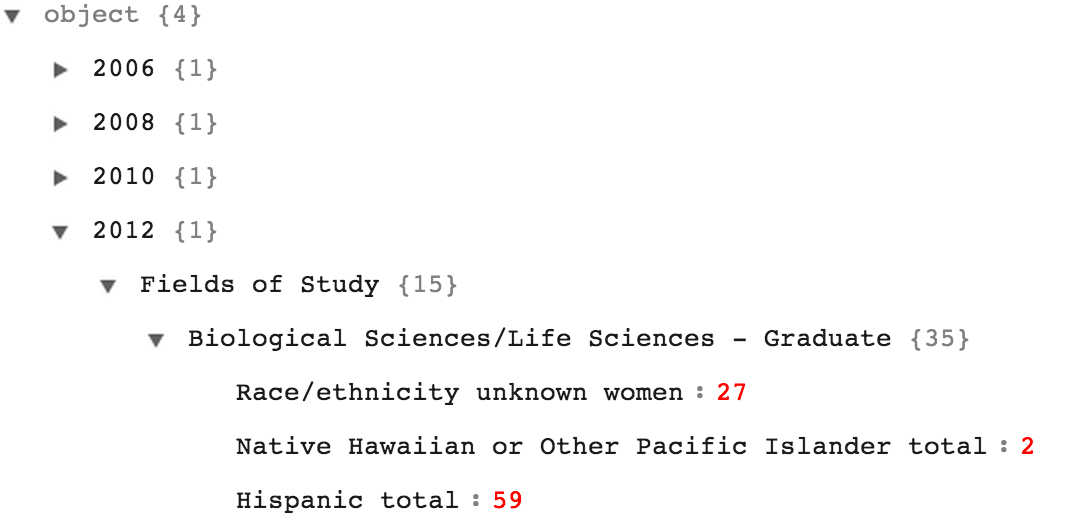 object {4}
2006 {1}
2008 {1}
2010 {1}
2012 {1}
Fields of Study {15}
Biological Sciences/Life Sciences - Graduate {35}
Race/ethnicity unknown women : 27
Native Hawaiian or Other Pacific Islander total : 2
Hispanic total : 59